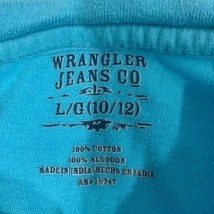 WRANGLER
JEANS CO
L/G (10/12)
100% COTTON
100% ALGODON
MADE IN INDIA/HECHO EN INDIA